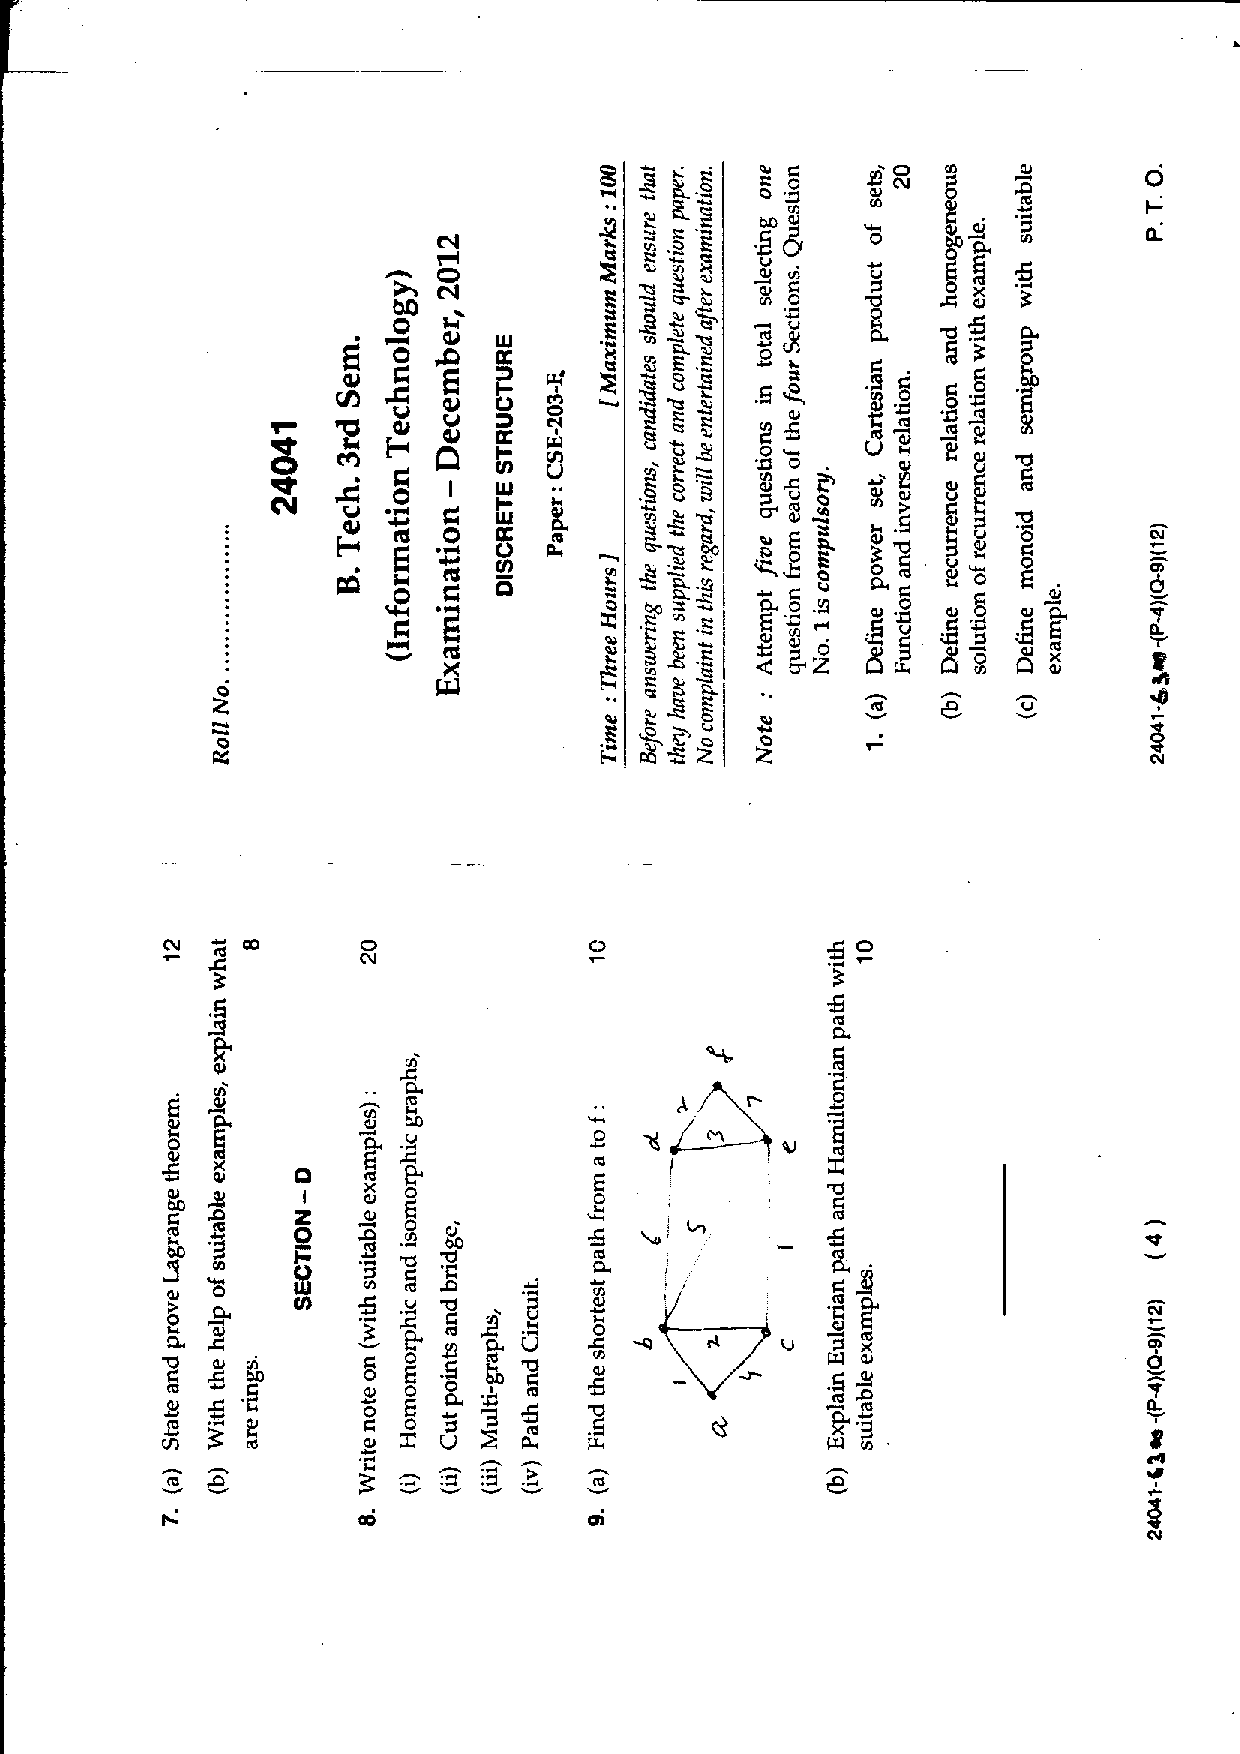 7. (a) State and prove Lagrange theorem. 12
(b) With the help of suitable examples, explain what
are rings. 8
SECTION – D
8. Write note on (with suitable examples) : 20
(i) Homomorphic and isomorphic graphs,
(ii) Cut points and bridge,
(iii) Multi-graphs,
(iv) Path and Circuit.
9. (a) Find the shortest path from a to f : 10
b 6 d
1 2 5 3 2
a f
4 7
c 1 e
(b) Explain Eulerian path and Hamiltonian path with
suitable examples. 10
(P-4)(Q-9)(12) ( 4 )
Roll No. ......................
24041
B. Tech. 3rd Sem.
(Information Technology)
Examination – December, 2012
DISCRETE STRUCTURE
Paper : CSE-203-E
Time : Three Hours ] [ Maximum Marks : 100
Before answering the questions, candidates should ensure that
they have been supplied the correct and complete question paper.
No complaint in this regard, will be entertained after examination.
Note : Attempt five questions in total selecting one
question from each of the four Sections. Question
No. 1 is compulsory.
1. (a) Define power set, Cartesian product of sets,
Function and inverse relation. 20
(b) Define recurrence relation and homogeneous
solution of recurrence relation with example.
(c) Define monoid and semigroup with suitable
example.
(P-4)(Q-9)(12) P. T. O.